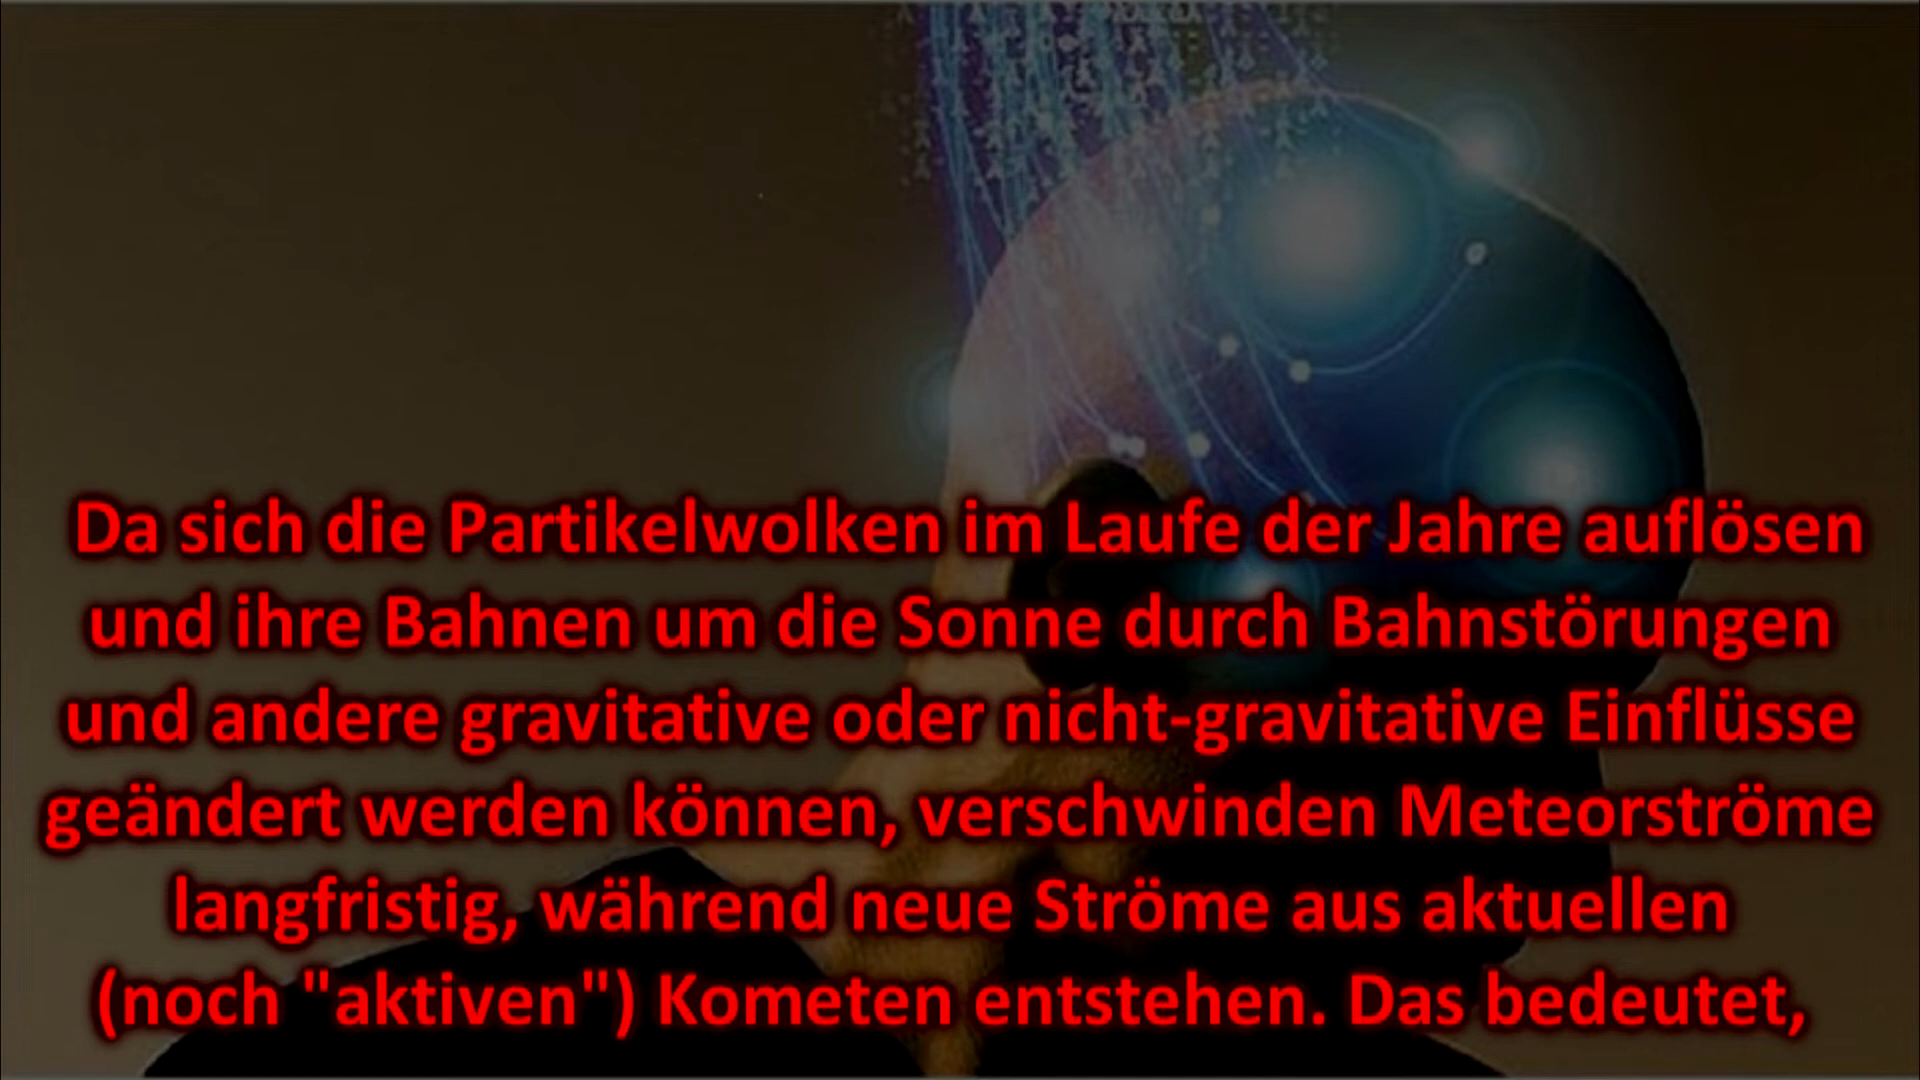 Da sich die Partikelwolken im Laufe der Jahre auflösen
und ihre Bahnen um die Sonne durch Bahnstörungen
und andere gravitative oder nicht-gravitative Einflüsse
geändert werden können, verschwinden Meteorströme
langfristig, während neue Ströme aus aktuellen
(noch "aktiven") Kometen entstehen. Das bedeutet,